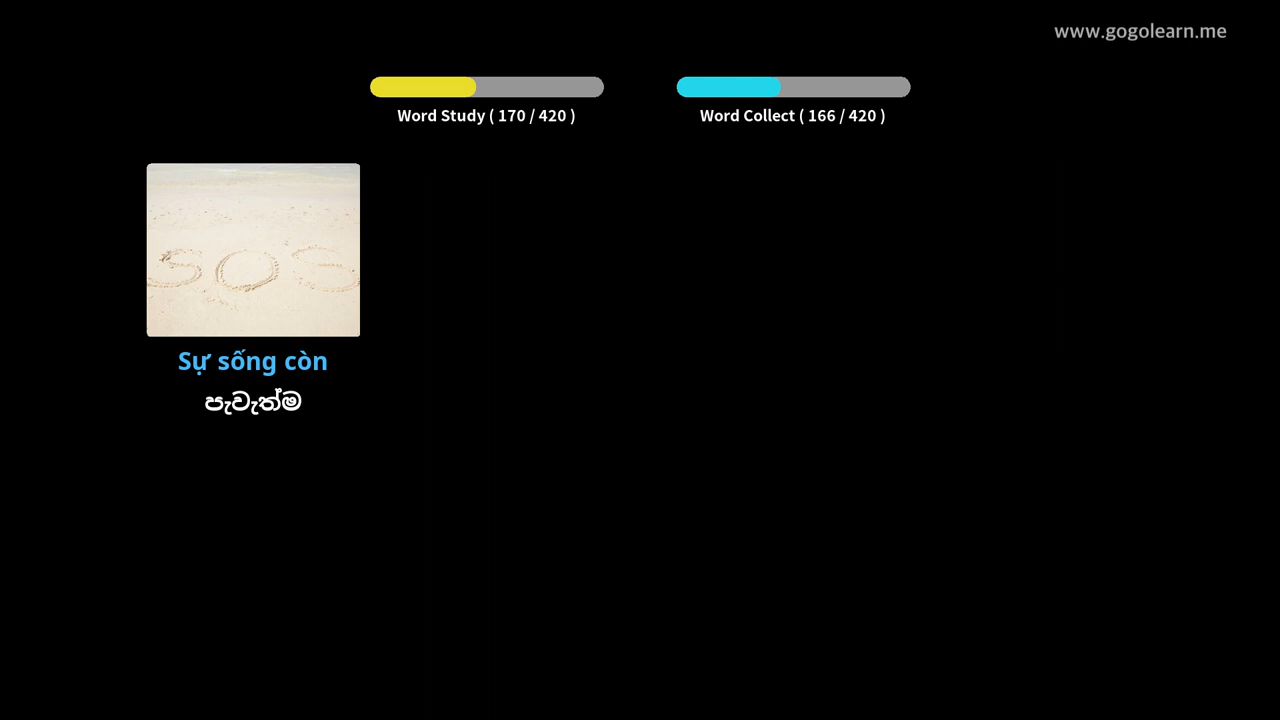 www.gogolearn.me
Word Study ( 170 / 420 )
Word Collect ( 166 / 420 )
SOS
Sự sống còn
පැවැත්ම